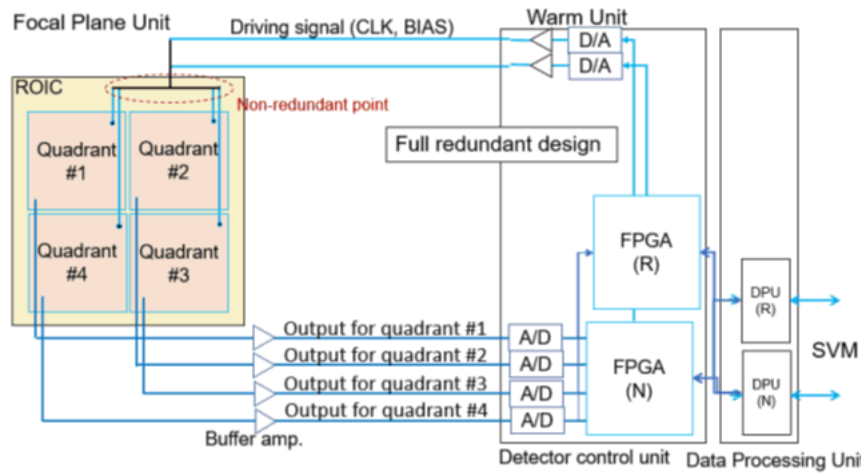 Focal Plane Unit
Driving signal (CLK, BIAS)
Warm Unit
D/A
D/A
ROIC
Non-redundant point
Quadrant
#1
Quadrant
#2
Full redundant design
Quadrant
#4
Quadrant
#3
FPGA
(R)
DPU
(R)
SVM
Output for quadrant #1
A/D
Output for quadrant #2
A/D
FPGA
(N)
DPU
(N)
Output for quadrant #3
A/D
Output for quadrant #4
A/D
Buffer amp.
Detector control unit
Data Processing Unit